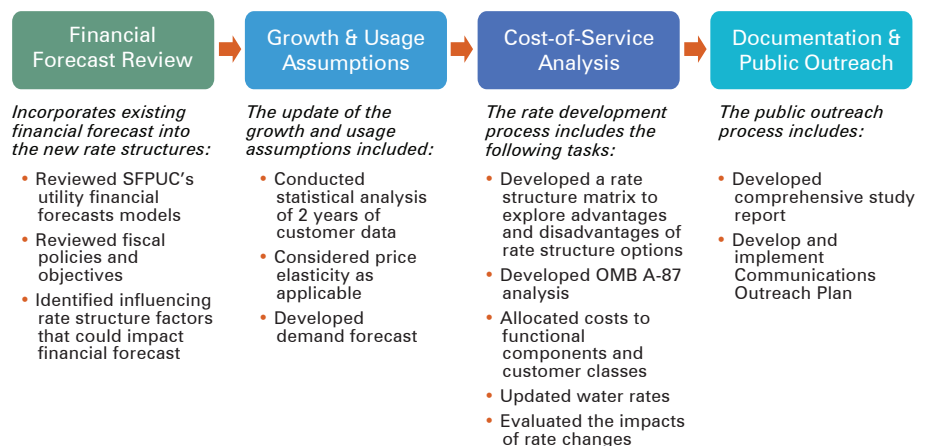 Financial
Forecast Review
Growth & Usage
Assumptions
Cost-of-Service
Analysis
Documentation &
Public Outreach
Incorporates existing
financial forecast into
the new rate structures:
• Reviewed SFPUC's
utility financial
forecasts models
• Reviewed fiscal
policies and
objectives
• Identified influencing
rate structure factors
that could impact
financial forecast
The update of the
growth and usage
assumptions included:
• Conducted
statistical analysis
of 2 years of
customer data
• Considered price
elasticity as
applicable
• Developed
demand forecast
The rate development
process includes the
following tasks:
• Developed a rate
structure matrix to
explore advantages
and disadvantages of
rate structure options
• Developed OMB A-87
analysis
• Allocated costs to
functional
components and
customer classes
• Updated water rates
• Evaluated the impacts
of rate changes
The public outreach
process includes:
• Developed
comprehensive study
report
• Develop and
implement
Communications
Outreach Plan